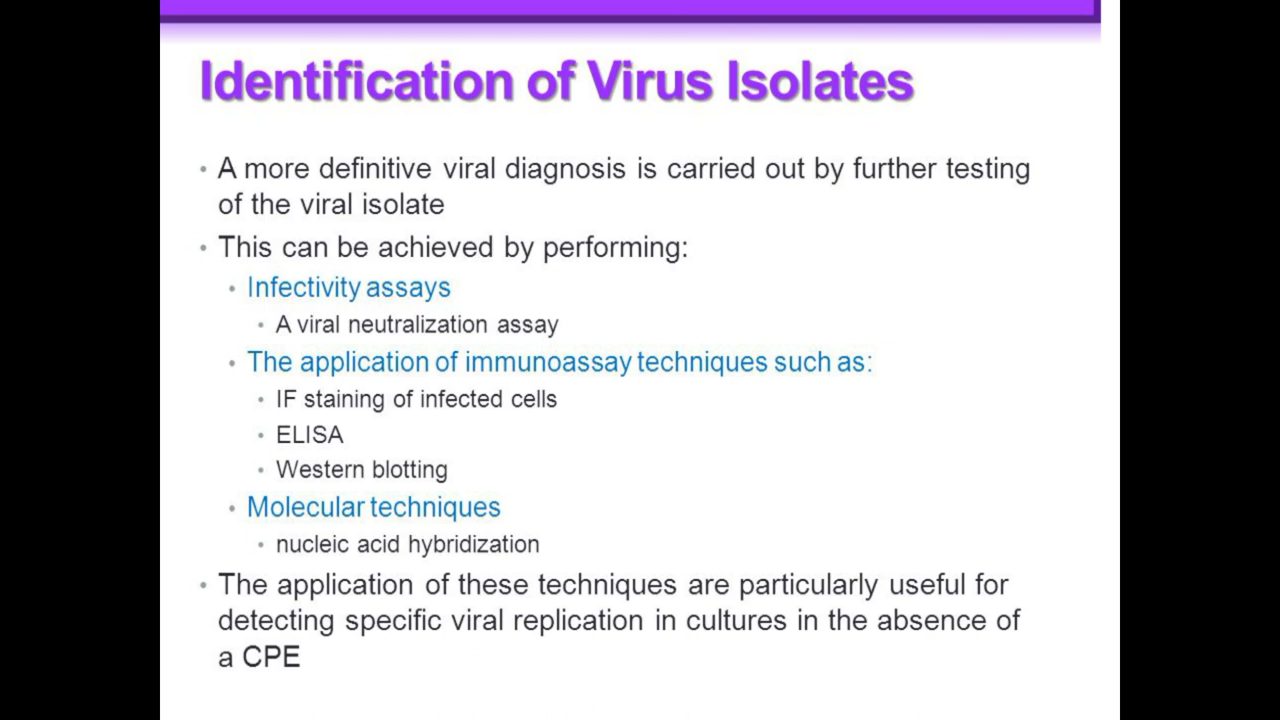 Identification of Virus Isolates
• A more definitive viral diagnosis is carried out by further testing
of the viral isolate
• This can be achieved by performing:
• Infectivity assays
• A viral neutralization assay
• The application of immunoassay techniques such as:
• IF staining of infected cells
• ELISA
• Western blotting
• Molecular techniques
• nucleic acid hybridization
• The application of these techniques are particularly useful for
detecting specific viral replication in cultures in the absence of
a CPE